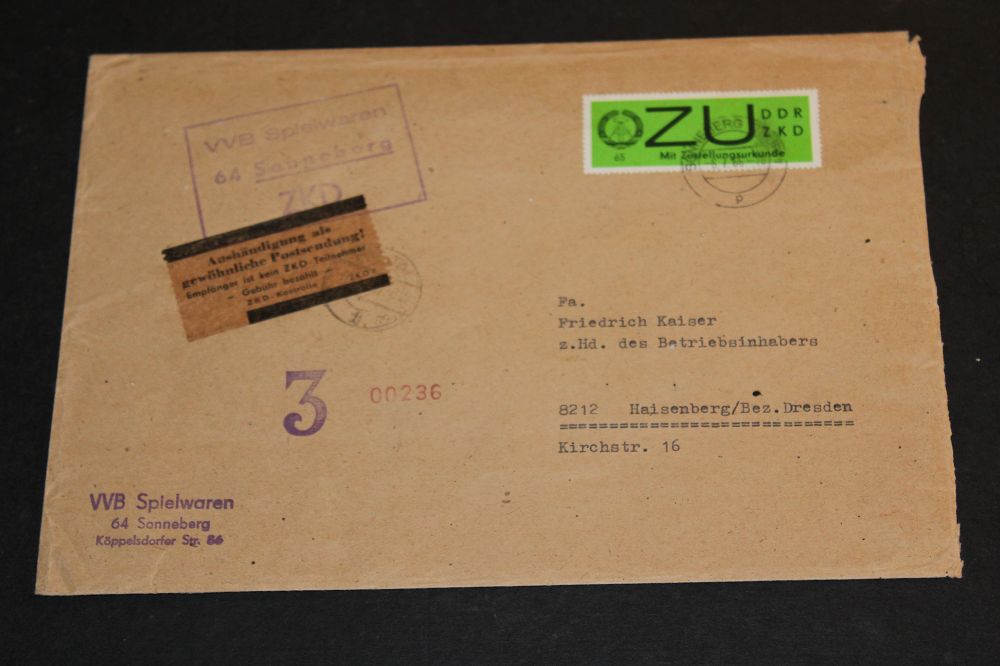 VVB Spielwaren
64 Sonneberg
ZKD
ZU
DDR
ZKD
65
Mit Zustellungsurkunde
Aushändigung als
gewöhnliche Postsendung!
Empfänger ist kein ZKD-Teilnehmer
- Gebühr bezahlt -
ZKD-Kontrolle
Fa.
Friedrich Kaiser
z.Hd. des Betriebsinhabers
8212 Haisenberg/Bez.Dresden
Kirchstr. 16
3
00236
VVB Spielwaren
64 Sonneberg
Köppelsdorfer Str. 86